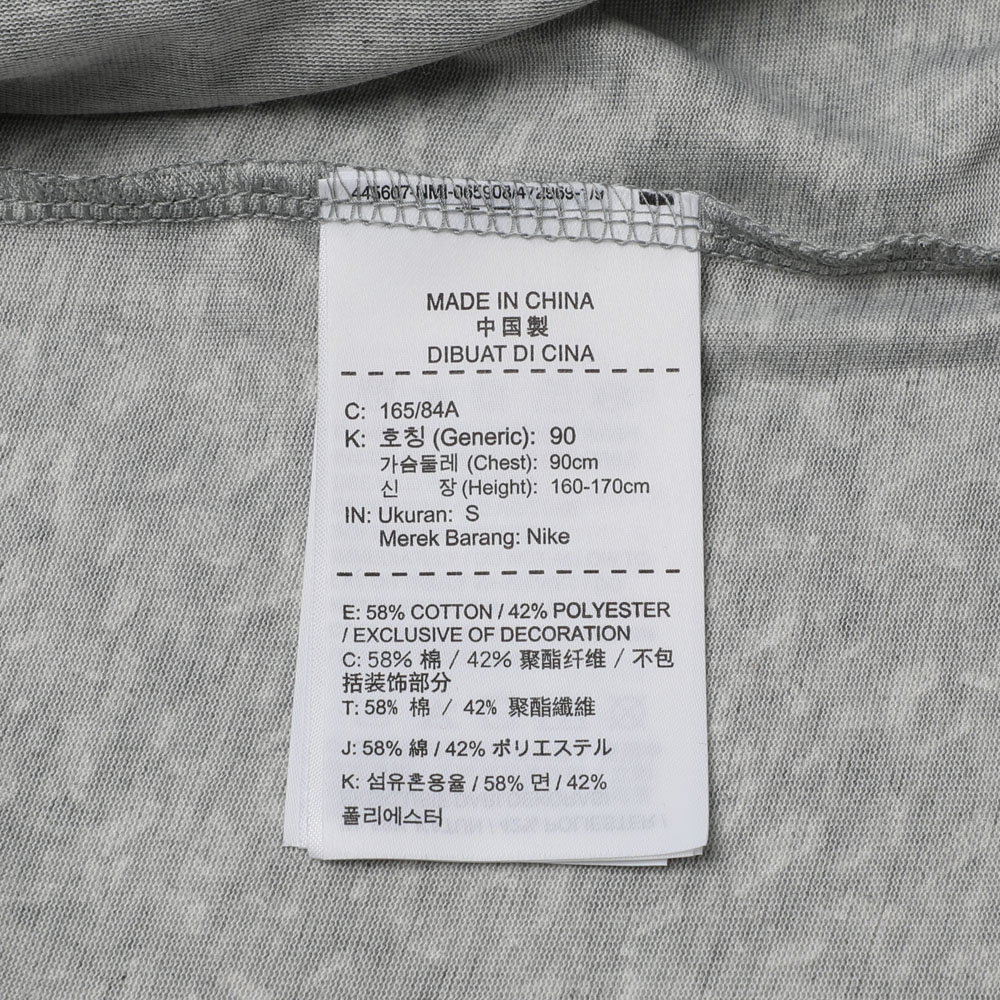 MADE IN CHINA
中国製
DIBUAT DI CINA
C: 165/84A
K: 호칭 (Generic): 90
가슴둘레 (Chest): 90cm
신 장 (Height): 160-170cm
IN: Ukuran: S
Merek Barang: Nike
E: 58% COTTON / 42% POLYESTER
/ EXCLUSIVE OF DECORATION
C: 58% 棉 / 42% 聚酯纤维 / 不包
括装饰部分
T: 58% 棉 / 42% 聚酯纖維
J: 58% 綿 / 42% ポリエステル
K: 섬유혼용율 / 58% 면 / 42%
폴리에스터